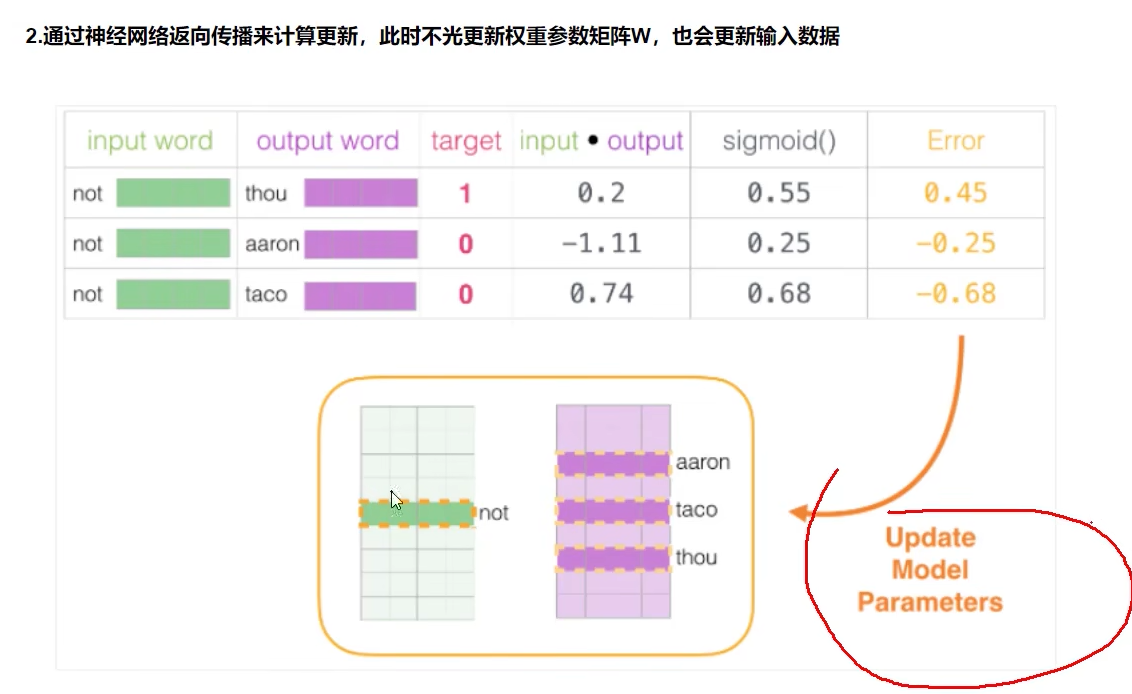 2.通过神经网络返向传播来计算更新，此时不光更新权重参数矩阵W，也会更新输入数据
input word output word target input • output sigmoid() Error
not thou 1 0.2 0.55 0.45
not aaron 0 -1.11 0.25 -0.25
not taco 0 0.74 0.68 -0.68
aaron
not taco
thou
Update
Model
Parameters